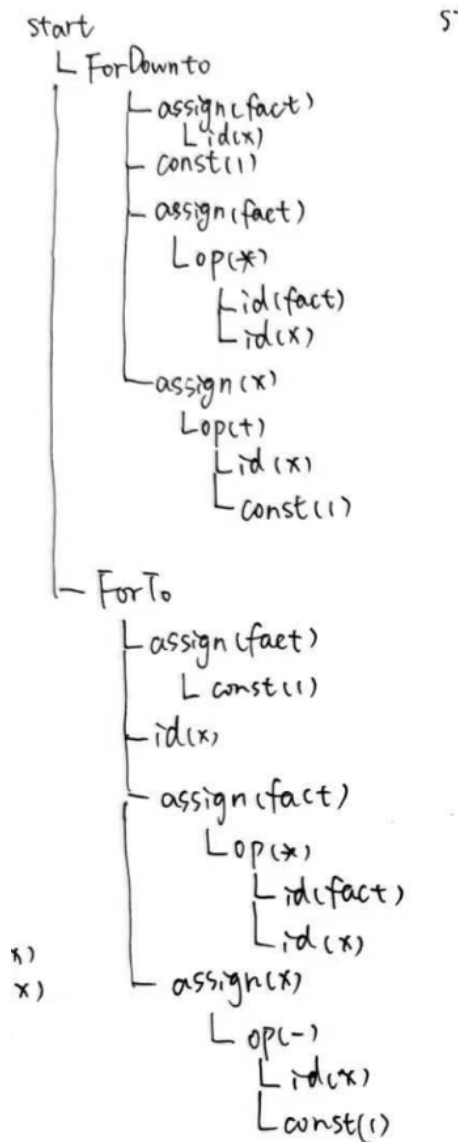 start
ForDownto
assign(fact)
id(x)
const(1)
assign(fact)
op(*)
id(fact)
id(x)
assign(x)
op(+)
id(x)
const(1)
ForTo
assign(faet)
const(1)
id(x)
assign(fact)
op(*)
id(fact)
id(x)
x)
assign(x)
x)
op(-)
id(x)
const(1)